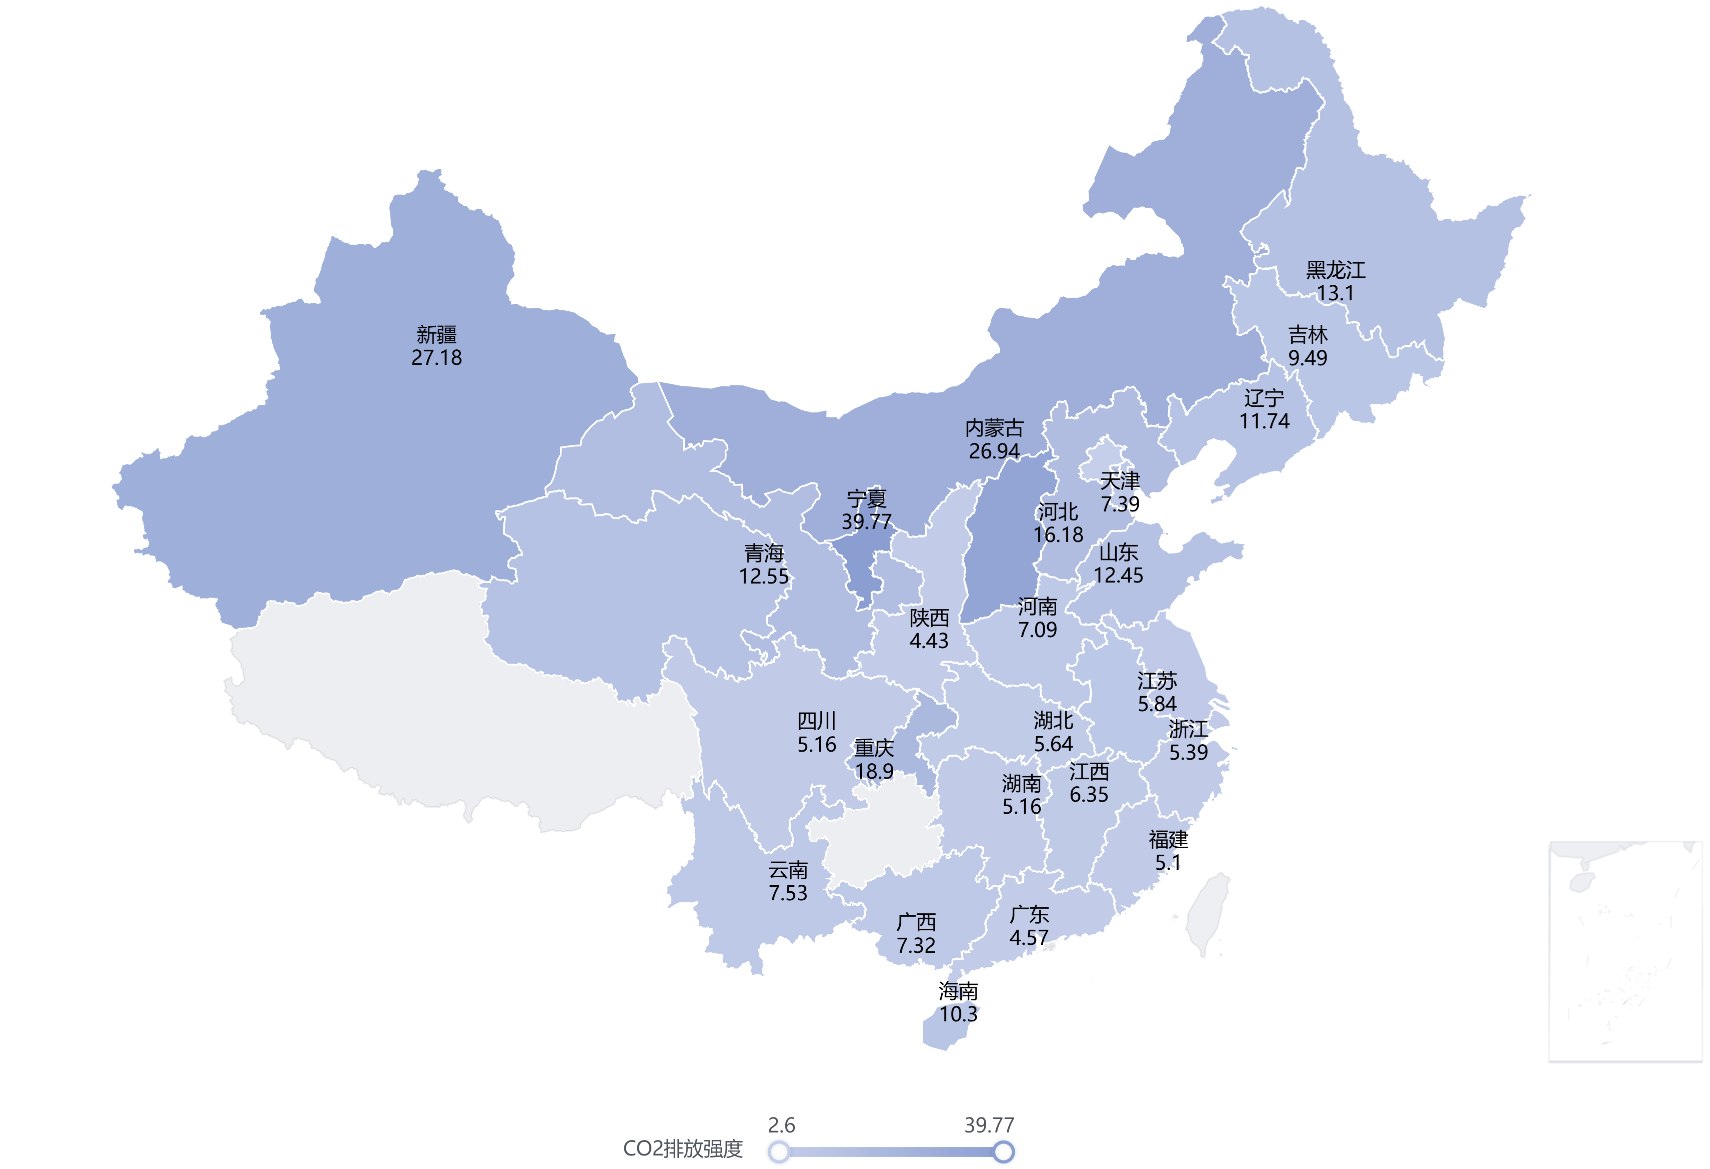 黑龙江
13.1
新疆
27.18
吉林
9.49
辽宁
11.74
内蒙古
26.94
天津
7.39
宁夏
39.77
河北
16.18
青海
12.55
山东
12.45
河南
7.09
陕西
4.43
江苏
5.84
四川
5.16
湖北
5.64
浙江
5.39
重庆
18.9
江西
6.35
湖南
5.16
福建
5.1
云南
7.53
广西
7.32
广东
4.57
海南
10.3
2.6
39.77
CO2排放强度